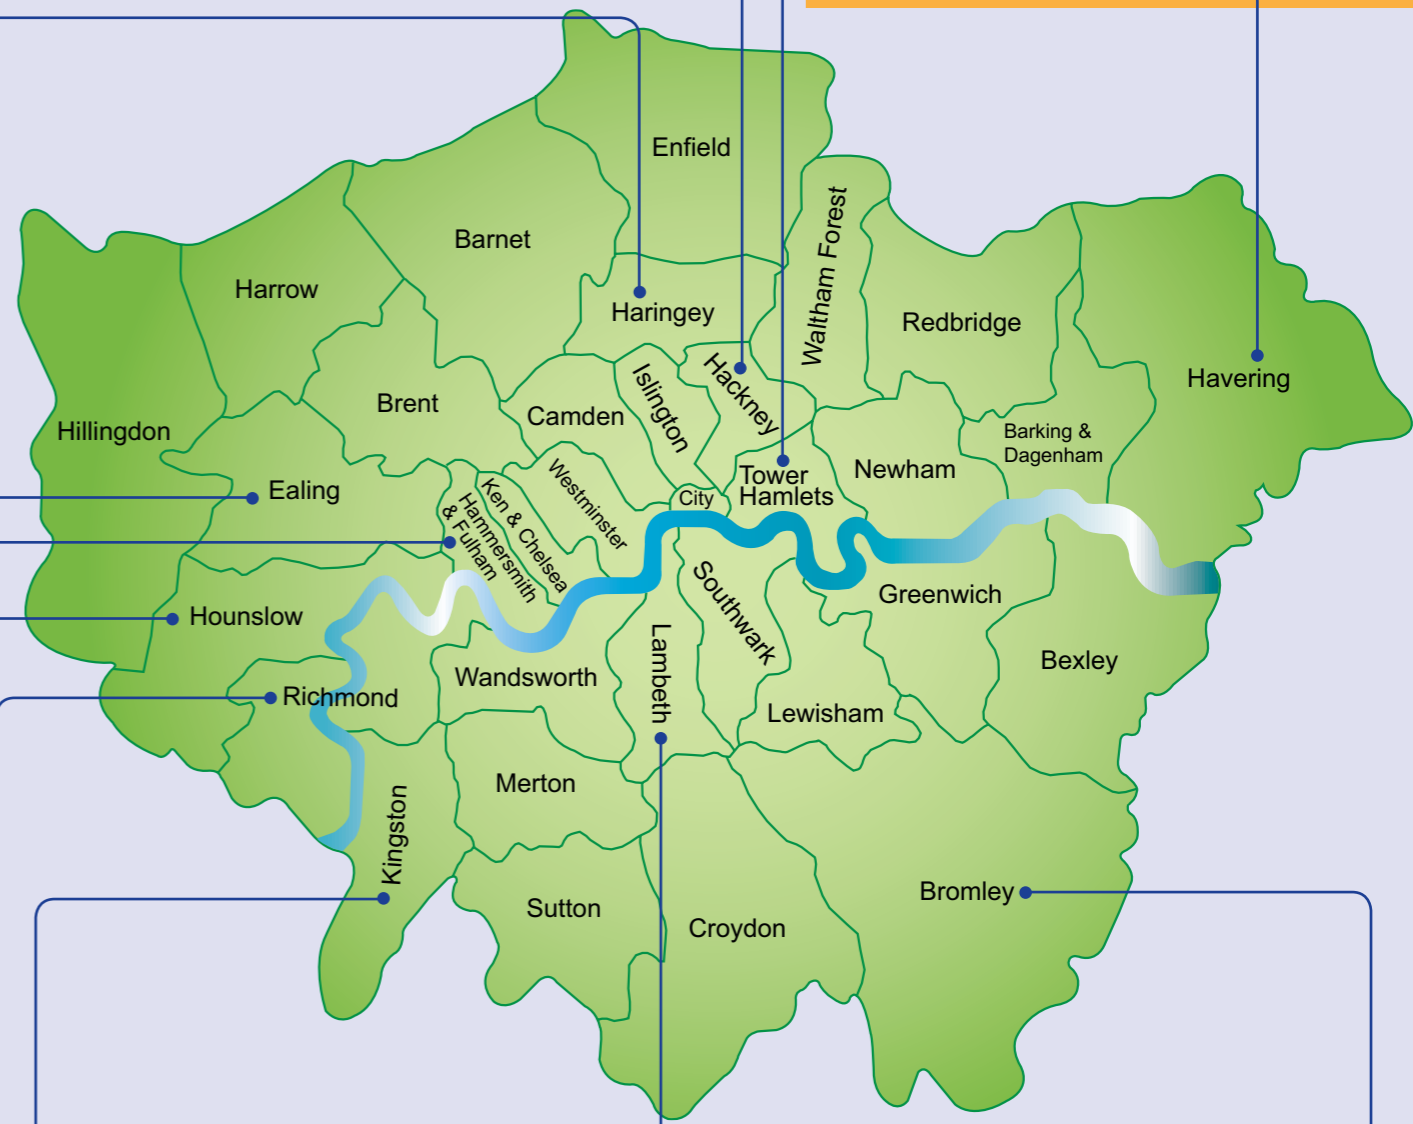 Enfield
Barnet
Waltham Forest
Harrow
Haringey
Redbridge
Havering
Hackney
Islington
Brent
Camden
Hillingdon
Barking &
Dagenham
Newham
Tower
Hamlets
Ealing
City
Westminster
Ken & Chelsea
Hammersmith
& Fulham
Hounslow
Greenwich
Southwark
Lambeth
Bexley
Wandsworth
Richmond
Lewisham
Merton
Kingston
Bromley
Sutton
Croydon